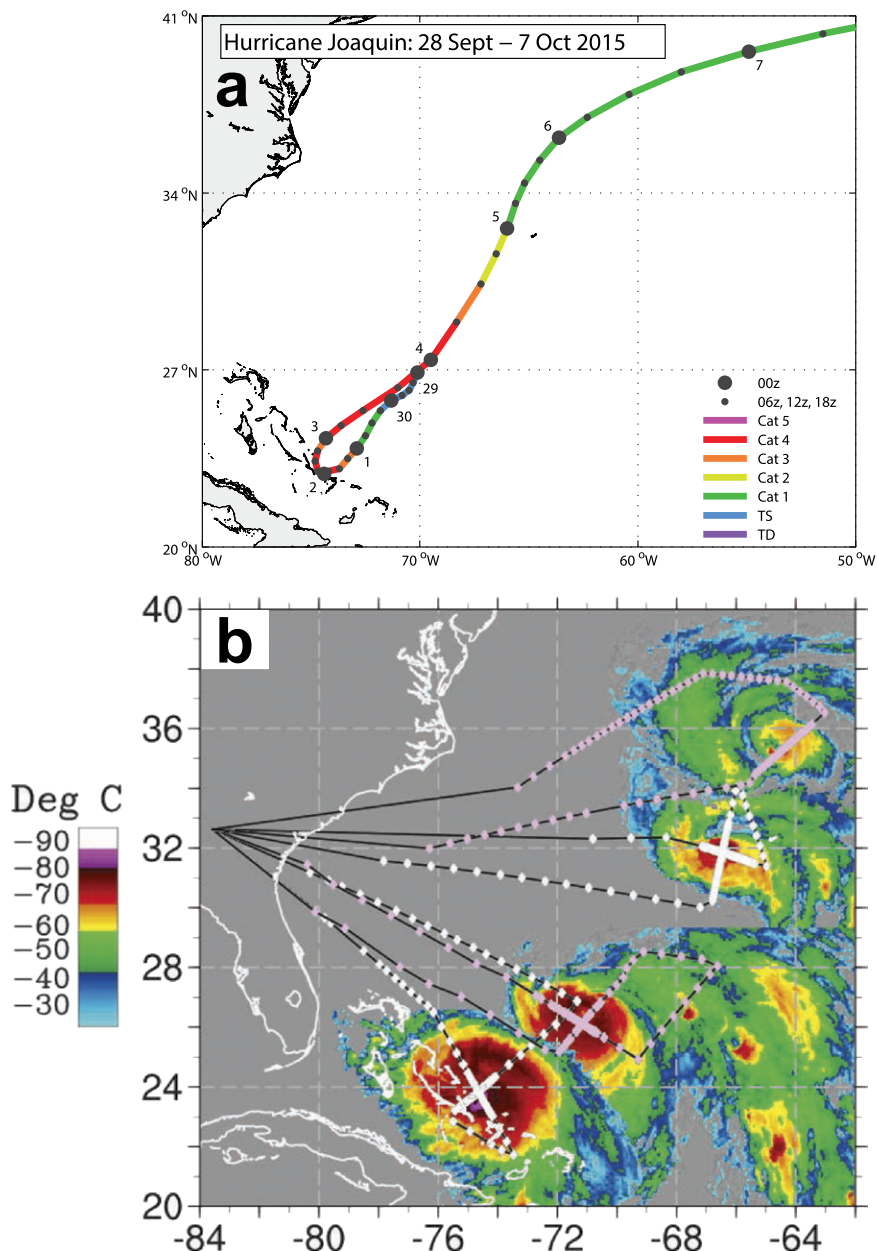 Hurricane Joaquin: 28 Sept – 7 Oct 2015
a
41 °N
34 °N
27 °N
20 °N
80 °W
70 °W
60 °W
50 °W
7
6
5
4
29
30
3
1
2
00z
06z, 12z, 18z
Cat 5
Cat 4
Cat 3
Cat 2
Cat 1
TS
TD
b
40
36
32
28
24
20
-84
-80
-76
-72
-68
-64
Deg C
-90
-80
-70
-60
-50
-40
-30